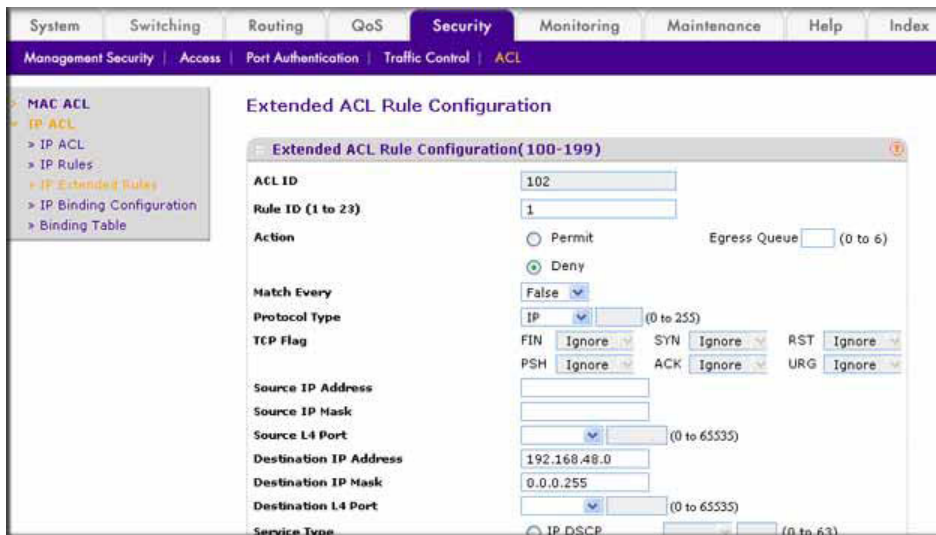 System Switching Routing QoS Security Monitoring Maintenance Help Index
Management Security | Access | Port Authentication | Traffic Control | ACL
MAC ACL
IP ACL
» IP ACL
» IP Rules
» IP Extended Rules
» IP Binding Configuration
» Binding Table
Extended ACL Rule Configuration
Extended ACL Rule Configuration(100-199)
ACL ID 102
Rule ID (1 to 23) 1
Action Permit Egress Queue (0 to 6)
Deny
Match Every False
Protocol Type IP (0 to 255)
TCP Flag FIN Ignore SYN Ignore RST Ignore
PSH Ignore ACK Ignore URG Ignore
Source IP Address
Source IP Mask
Source L4 Port (0 to 65535)
Destination IP Address 192.168.48.0
Destination IP Mask 0.0.0.255
Destination L4 Port (0 to 65535)
Service Type IP DSCP (0 to 63)